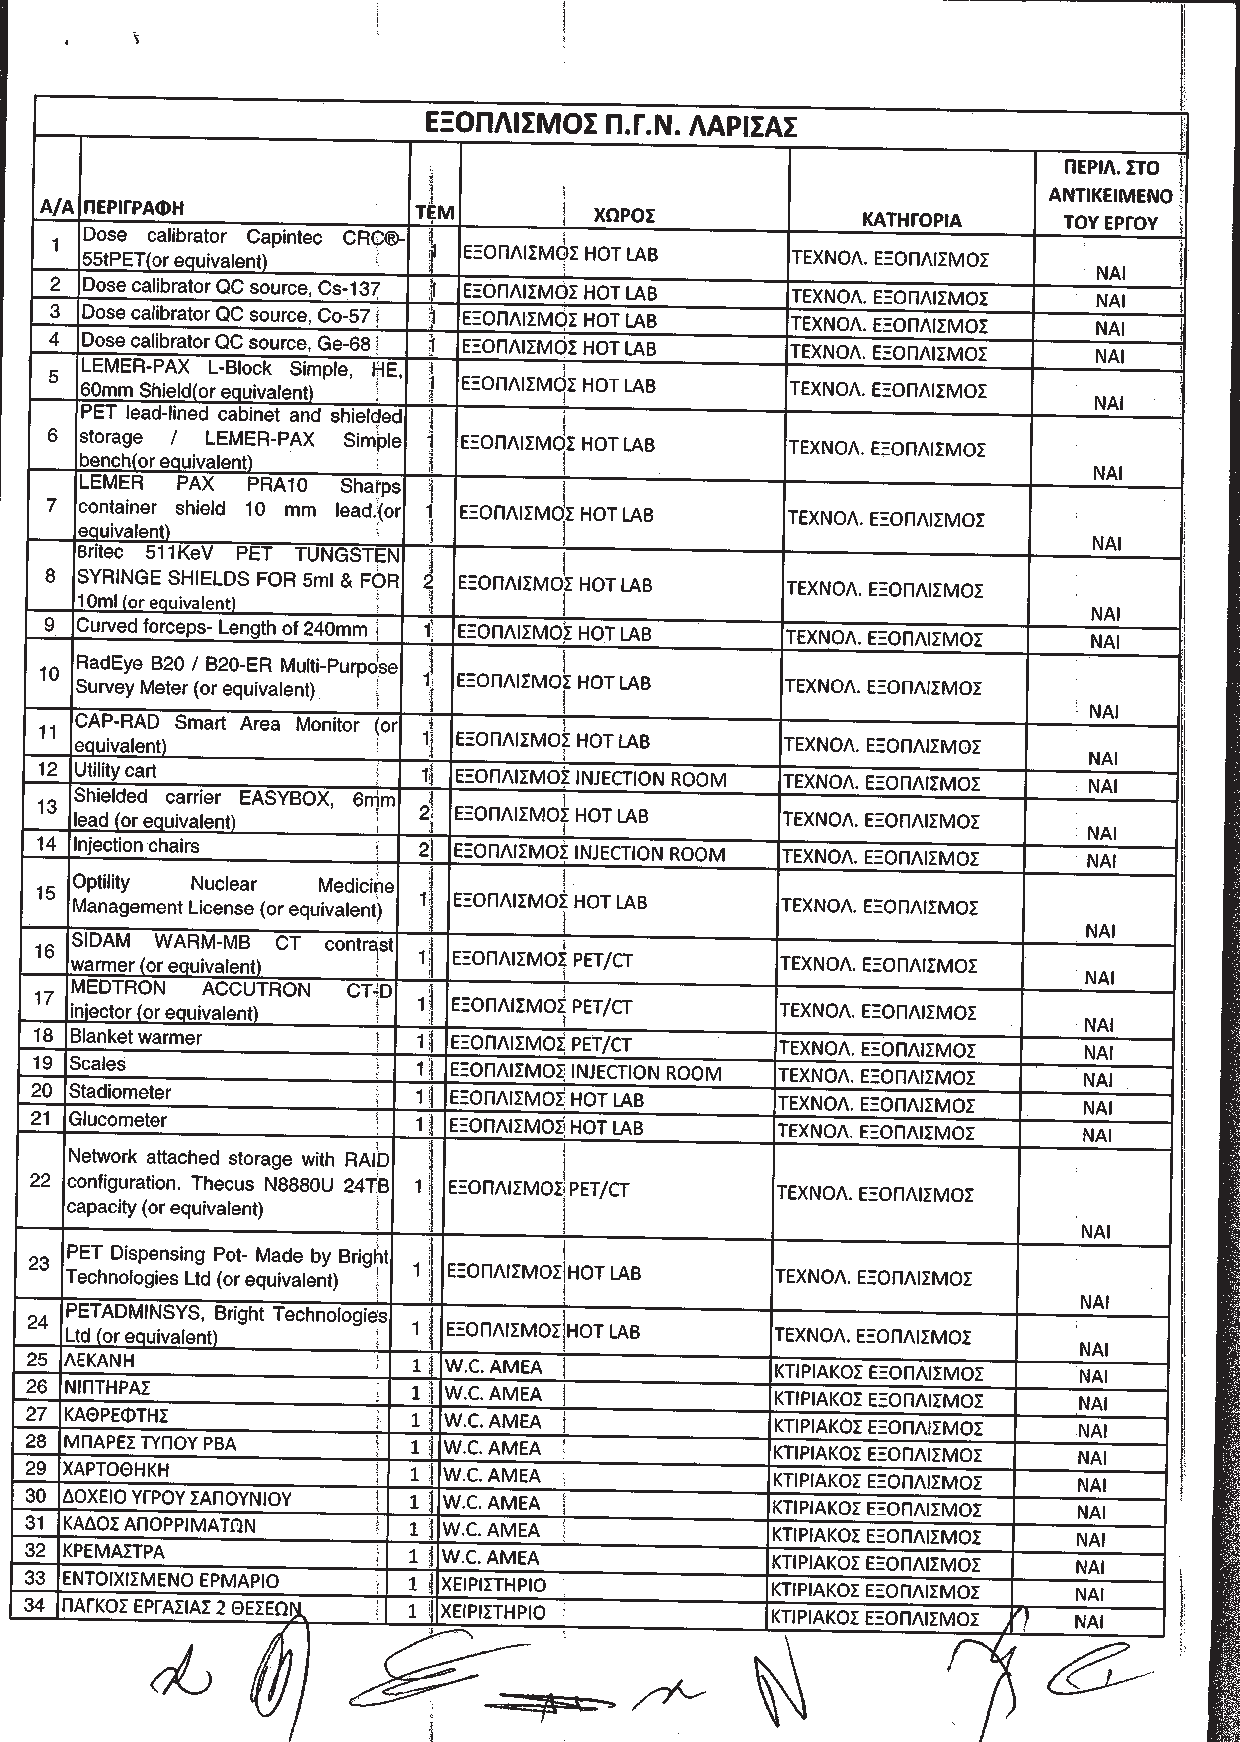 ΕΞΟΠΛΙΣΜΟΣ Π.Γ.Ν. ΛΑΡΙΣΑΣ
Α/Α ΠΕΡΙΓΡΑΦΗ ΤΕΜ ΧΩΡΟΣ ΚΑΤΗΓΟΡΙΑ ΠΕΡΙΛ. ΣΤΟ ΑΝΤΙΚΕΙΜΕΝΟ ΤΟΥ ΕΡΓΟΥ
1 Dose calibrator Capintec CRC®-
55tPET(or equivalent) 1 ΕΞΟΠΛΙΣΜΟΣ HOT LAB ΤΕΧΝΟΛ. ΕΞΟΠΛΙΣΜΟΣ ΝΑΙ
2 Dose calibrator QC source, Cs-137 1 ΕΞΟΠΛΙΣΜΟΣ HOT LAB ΤΕΧΝΟΛ. ΕΞΟΠΛΙΣΜΟΣ ΝΑΙ
3 Dose calibrator QC source, Co-57 1 ΕΞΟΠΛΙΣΜΟΣ HOT LAB ΤΕΧΝΟΛ. ΕΞΟΠΛΙΣΜΟΣ ΝΑΙ
4 Dose calibrator QC source, Ge-68 1 ΕΞΟΠΛΙΣΜΟΣ HOT LAB ΤΕΧΝΟΛ. ΕΞΟΠΛΙΣΜΟΣ ΝΑΙ
5 LEMER-PAX L-Block Simple, HE,
60mm Shield(or equivalent) 1 ΕΞΟΠΛΙΣΜΟΣ HOT LAB ΤΕΧΝΟΛ. ΕΞΟΠΛΙΣΜΟΣ ΝΑΙ
6 PET lead-lined cabinet and shielded
storage / LEMER-PAX Simple
bench(or equivalent) 1 ΕΞΟΠΛΙΣΜΟΣ HOT LAB ΤΕΧΝΟΛ. ΕΞΟΠΛΙΣΜΟΣ ΝΑΙ
7 LEMER PAX PRA10 Sharps
container shield 10 mm lead.(or
equivalent) 1 ΕΞΟΠΛΙΣΜΟΣ HOT LAB ΤΕΧΝΟΛ. ΕΞΟΠΛΙΣΜΟΣ ΝΑΙ
8 Britec 511KeV PET TUNGSTEN
SYRINGE SHIELDS FOR 5ml & FOR
10ml (or equivalent) 2 ΕΞΟΠΛΙΣΜΟΣ HOT LAB ΤΕΧΝΟΛ. ΕΞΟΠΛΙΣΜΟΣ ΝΑΙ
9 Curved forceps- Length of 240mm 1 ΕΞΟΠΛΙΣΜΟΣ HOT LAB ΤΕΧΝΟΛ. ΕΞΟΠΛΙΣΜΟΣ ΝΑΙ
10 RadEye B20 / B20-ER Multi-Purpose
Survey Meter (or equivalent) 1 ΕΞΟΠΛΙΣΜΟΣ HOT LAB ΤΕΧΝΟΛ. ΕΞΟΠΛΙΣΜΟΣ ΝΑΙ
11 CAP-RAD Smart Area Monitor (or
equivalent) 1 ΕΞΟΠΛΙΣΜΟΣ HOT LAB ΤΕΧΝΟΛ. ΕΞΟΠΛΙΣΜΟΣ ΝΑΙ
12 Utility cart 1 ΕΞΟΠΛΙΣΜΟΣ INJECTION ROOM ΤΕΧΝΟΛ. ΕΞΟΠΛΙΣΜΟΣ ΝΑΙ
13 Shielded carrier EASYBOX, 6mm
lead (or equivalent) 2 ΕΞΟΠΛΙΣΜΟΣ HOT LAB ΤΕΧΝΟΛ. ΕΞΟΠΛΙΣΜΟΣ ΝΑΙ
14 Injection chairs 2 ΕΞΟΠΛΙΣΜΟΣ INJECTION ROOM ΤΕΧΝΟΛ. ΕΞΟΠΛΙΣΜΟΣ ΝΑΙ
15 Optility Nuclear Medicine
Management License (or equivalent) 1 ΕΞΟΠΛΙΣΜΟΣ HOT LAB ΤΕΧΝΟΛ. ΕΞΟΠΛΙΣΜΟΣ ΝΑΙ
16 SIDAM WARM-MB CT contrast
warmer (or equivalent) 1 ΕΞΟΠΛΙΣΜΟΣ PET/CT ΤΕΧΝΟΛ. ΕΞΟΠΛΙΣΜΟΣ ΝΑΙ
17 MEDTRON ACCUTRON CT-D
injector (or equivalent) 1 ΕΞΟΠΛΙΣΜΟΣ PET/CT ΤΕΧΝΟΛ. ΕΞΟΠΛΙΣΜΟΣ ΝΑΙ
18 Blanket warmer 1 ΕΞΟΠΛΙΣΜΟΣ PET/CT ΤΕΧΝΟΛ. ΕΞΟΠΛΙΣΜΟΣ ΝΑΙ
19 Scales 1 ΕΞΟΠΛΙΣΜΟΣ INJECTION ROOM ΤΕΧΝΟΛ. ΕΞΟΠΛΙΣΜΟΣ ΝΑΙ
20 Stadiometer 1 ΕΞΟΠΛΙΣΜΟΣ HOT LAB ΤΕΧΝΟΛ. ΕΞΟΠΛΙΣΜΟΣ ΝΑΙ
21 Glucometer 1 ΕΞΟΠΛΙΣΜΟΣ HOT LAB ΤΕΧΝΟΛ. ΕΞΟΠΛΙΣΜΟΣ ΝΑΙ
22 Network attached storage with RAID
configuration. Thecus N8880U 24TB
capacity (or equivalent) 1 ΕΞΟΠΛΙΣΜΟΣ PET/CT ΤΕΧΝΟΛ. ΕΞΟΠΛΙΣΜΟΣ ΝΑΙ
23 PET Dispensing Pot- Made by Bright
Technologies Ltd (or equivalent) 1 ΕΞΟΠΛΙΣΜΟΣ HOT LAB ΤΕΧΝΟΛ. ΕΞΟΠΛΙΣΜΟΣ ΝΑΙ
24 PETADMINSYS, Bright Technologies
Ltd (or equivalent) 1 ΕΞΟΠΛΙΣΜΟΣ HOT LAB ΤΕΧΝΟΛ. ΕΞΟΠΛΙΣΜΟΣ ΝΑΙ
25 ΛΕΚΑΝΗ 1 W.C. ΑΜΕΑ ΚΤΙΡΙΑΚΟΣ ΕΞΟΠΛΙΣΜΟΣ ΝΑΙ
26 ΝΙΠΤΗΡΑΣ 1 W.C. ΑΜΕΑ ΚΤΙΡΙΑΚΟΣ ΕΞΟΠΛΙΣΜΟΣ ΝΑΙ
27 ΚΑΘΡΕΦΤΗΣ 1 W.C. ΑΜΕΑ ΚΤΙΡΙΑΚΟΣ ΕΞΟΠΛΙΣΜΟΣ ΝΑΙ
28 ΜΠΑΡΕΣ ΤΥΠΟΥ PBA 1 W.C. ΑΜΕΑ ΚΤΙΡΙΑΚΟΣ ΕΞΟΠΛΙΣΜΟΣ ΝΑΙ
29 ΧΑΡΤΟΘΗΚΗ 1 W.C. ΑΜΕΑ ΚΤΙΡΙΑΚΟΣ ΕΞΟΠΛΙΣΜΟΣ ΝΑΙ
30 ΔΟΧΕΙΟ ΥΓΡΟΥ ΣΑΠΟΥΝΙΟΥ 1 W.C. ΑΜΕΑ ΚΤΙΡΙΑΚΟΣ ΕΞΟΠΛΙΣΜΟΣ ΝΑΙ
31 ΚΑΔΟΣ ΑΠΟΡΡΙΜΑΤΩΝ 1 W.C. ΑΜΕΑ ΚΤΙΡΙΑΚΟΣ ΕΞΟΠΛΙΣΜΟΣ ΝΑΙ
32 ΚΡΕΜΑΣΤΡΑ 1 W.C. ΑΜΕΑ ΚΤΙΡΙΑΚΟΣ ΕΞΟΠΛΙΣΜΟΣ ΝΑΙ
33 ΕΝΤΟΙΧΙΣΜΕΝΟ ΕΡΜΑΡΙΟ 1 ΧΕΙΡΙΣΤΗΡΙΟ ΚΤΙΡΙΑΚΟΣ ΕΞΟΠΛΙΣΜΟΣ ΝΑΙ
34 ΠΑΓΚΟΣ ΕΡΓΑΣΙΑΣ 2 ΘΕΣΕΩΝ 1 ΧΕΙΡΙΣΤΗΡΙΟ ΚΤΙΡΙΑΚΟΣ ΕΞΟΠΛΙΣΜΟΣ ΝΑΙ